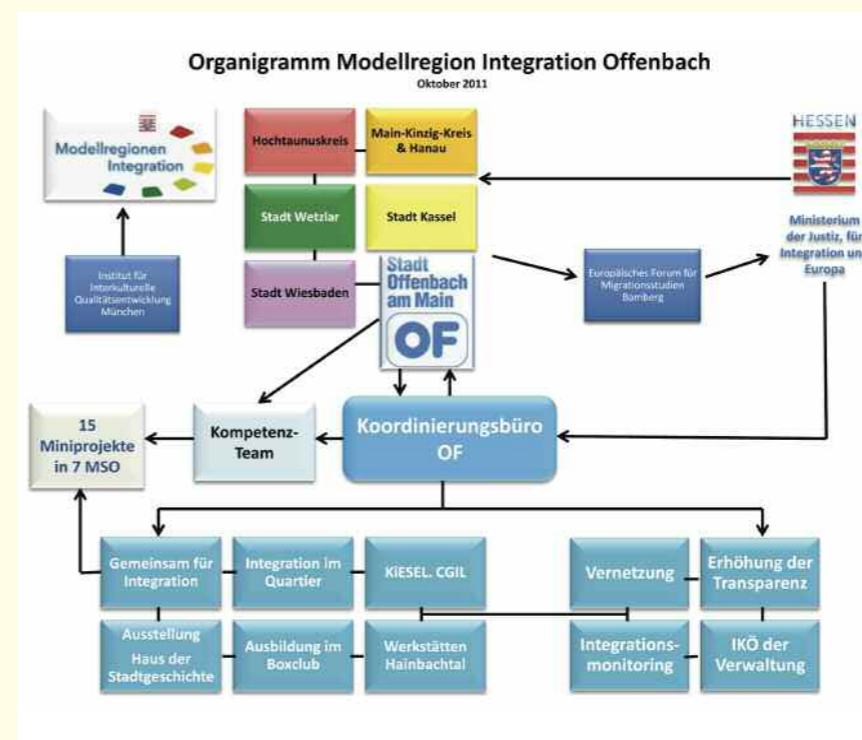 Organigramm Modellregion Integration Offenbach
Oktober 2011
Modellregionen
Integration
Hochtaunuskreis
Main-Kinzig-Kreis
& Hanau
HESSEN
Stadt Wetzlar
Stadt Kassel
Ministerium
der Justiz, für
Integration un
Europa
Institut für
Interkulturelle
Qualitätsentwicklung
München
Stadt Wiesbaden
Stadt
Offenbach
am Main
OF
Europäisches Forum für
Migrationsstudien
Bamberg
15
Miniprojekte
in 7 MSO
Kompetenz-
Team
Koordinierungsbüro
OF
Gemeinsam für
Integration
Integration im
Quartier
KiESEL. CGIL
Vernetzung
Erhöhung der
Transparenz
Ausstellung
Haus der
Stadtgeschichte
Ausbildung im
Boxclub
Werkstätten
Hainbachtal
Integrations-
monitoring
IKÖ der
Verwaltung